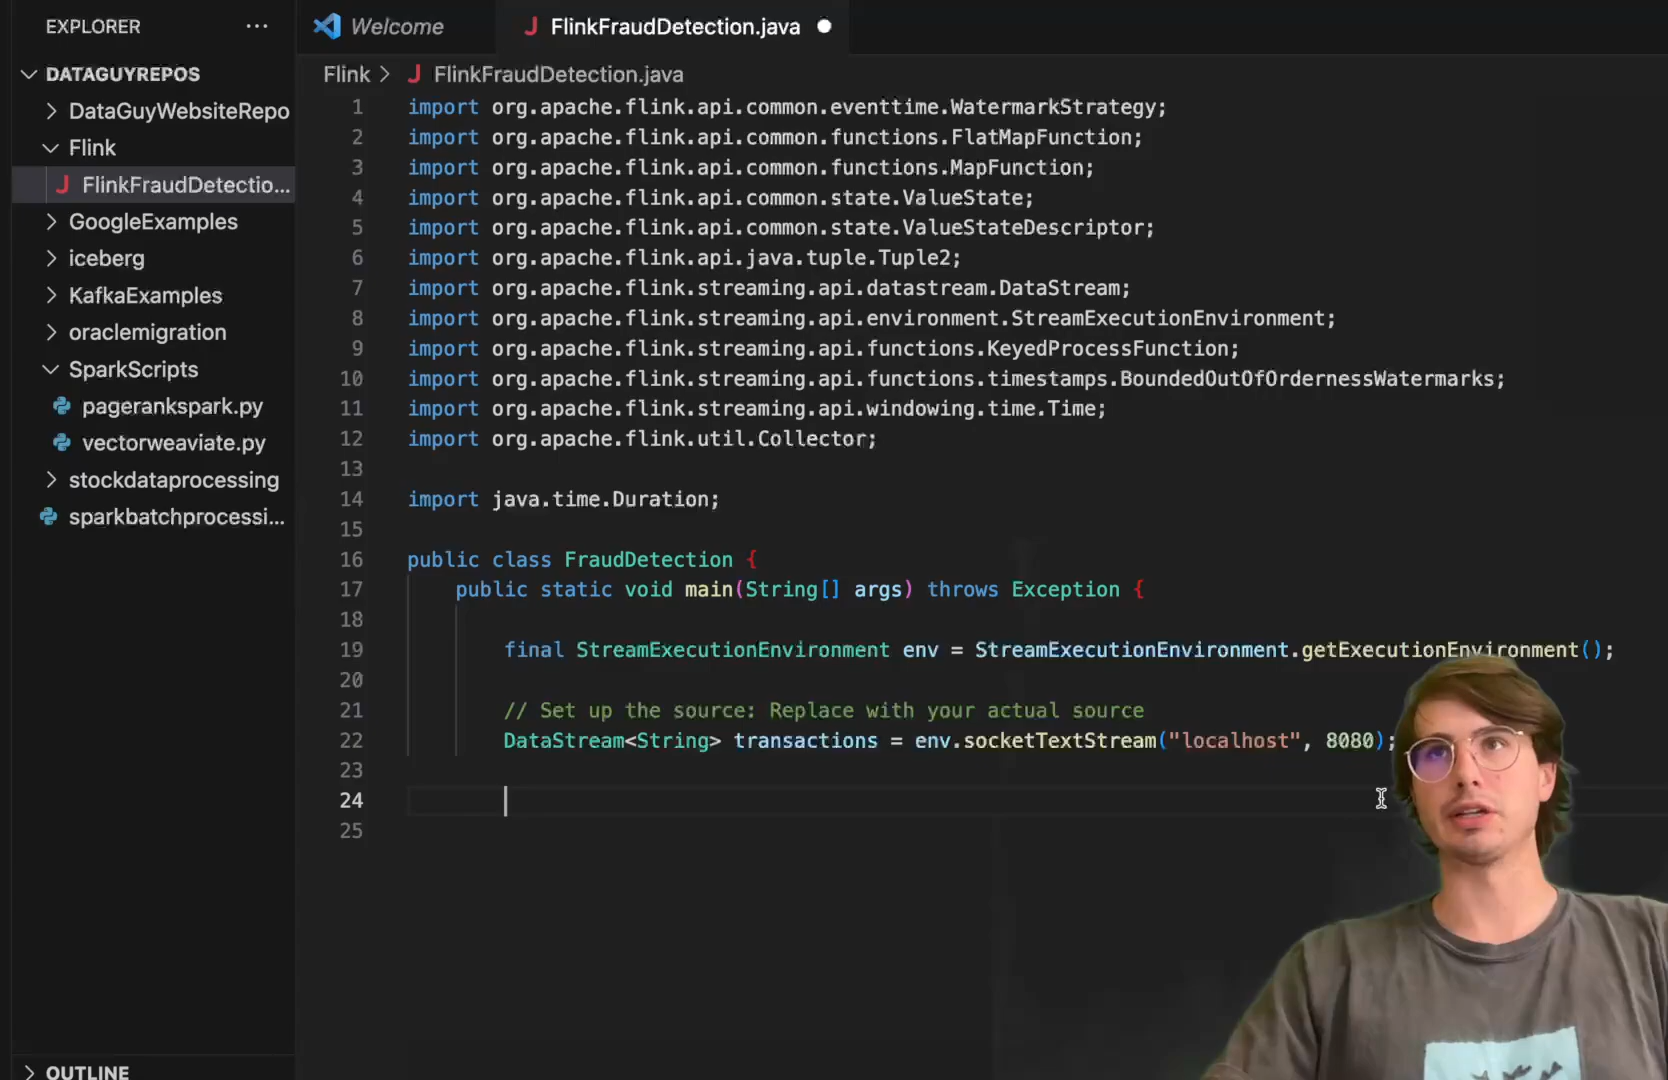 EXPLORER
DATAGUYREPOS
DataGuyWebsiteRepo
Flink
FlinkFraudDetectio...
GoogleExamples
iceberg
KafkaExamples
oraclemigration
SparkScripts
pagerankspark.py
vectorweaviate.py
stockdataprocessing
sparkbatchprocessi...
OUTLINE
Welcome
J FlinkFraudDetection.java
Flink > J FlinkFraudDetection.java
1 import org.apache.flink.api.common.eventtime.WatermarkStrategy;
2 import org.apache.flink.api.common.functions.FlatMapFunction;
3 import org.apache.flink.api.common.functions.MapFunction;
4 import org.apache.flink.api.common.state.ValueState;
5 import org.apache.flink.api.common.state.ValueStateDescriptor;
6 import org.apache.flink.api.java.tuple.Tuple2;
7 import org.apache.flink.streaming.api.datastream.DataStream;
8 import org.apache.flink.streaming.api.environment.StreamExecutionEnvironment;
9 import org.apache.flink.streaming.api.functions.KeyedProcessFunction;
10 import org.apache.flink.streaming.api.functions.timestamps.BoundedOutOfOrdernessWatermarks;
11 import org.apache.flink.streaming.api.windowing.time.Time;
12 import org.apache.flink.util.Collector;
13
14 import java.time.Duration;
15
16 public class FraudDetection {
17 public static void main(String[] args) throws Exception {
18
19 final StreamExecutionEnvironment env = StreamExecutionEnvironment.getExecutionEnvironment();
20
21 // Set up the source: Replace with your actual source
22 DataStream<String> transactions = env.socketTextStream("localhost", 8080);
23
24
25